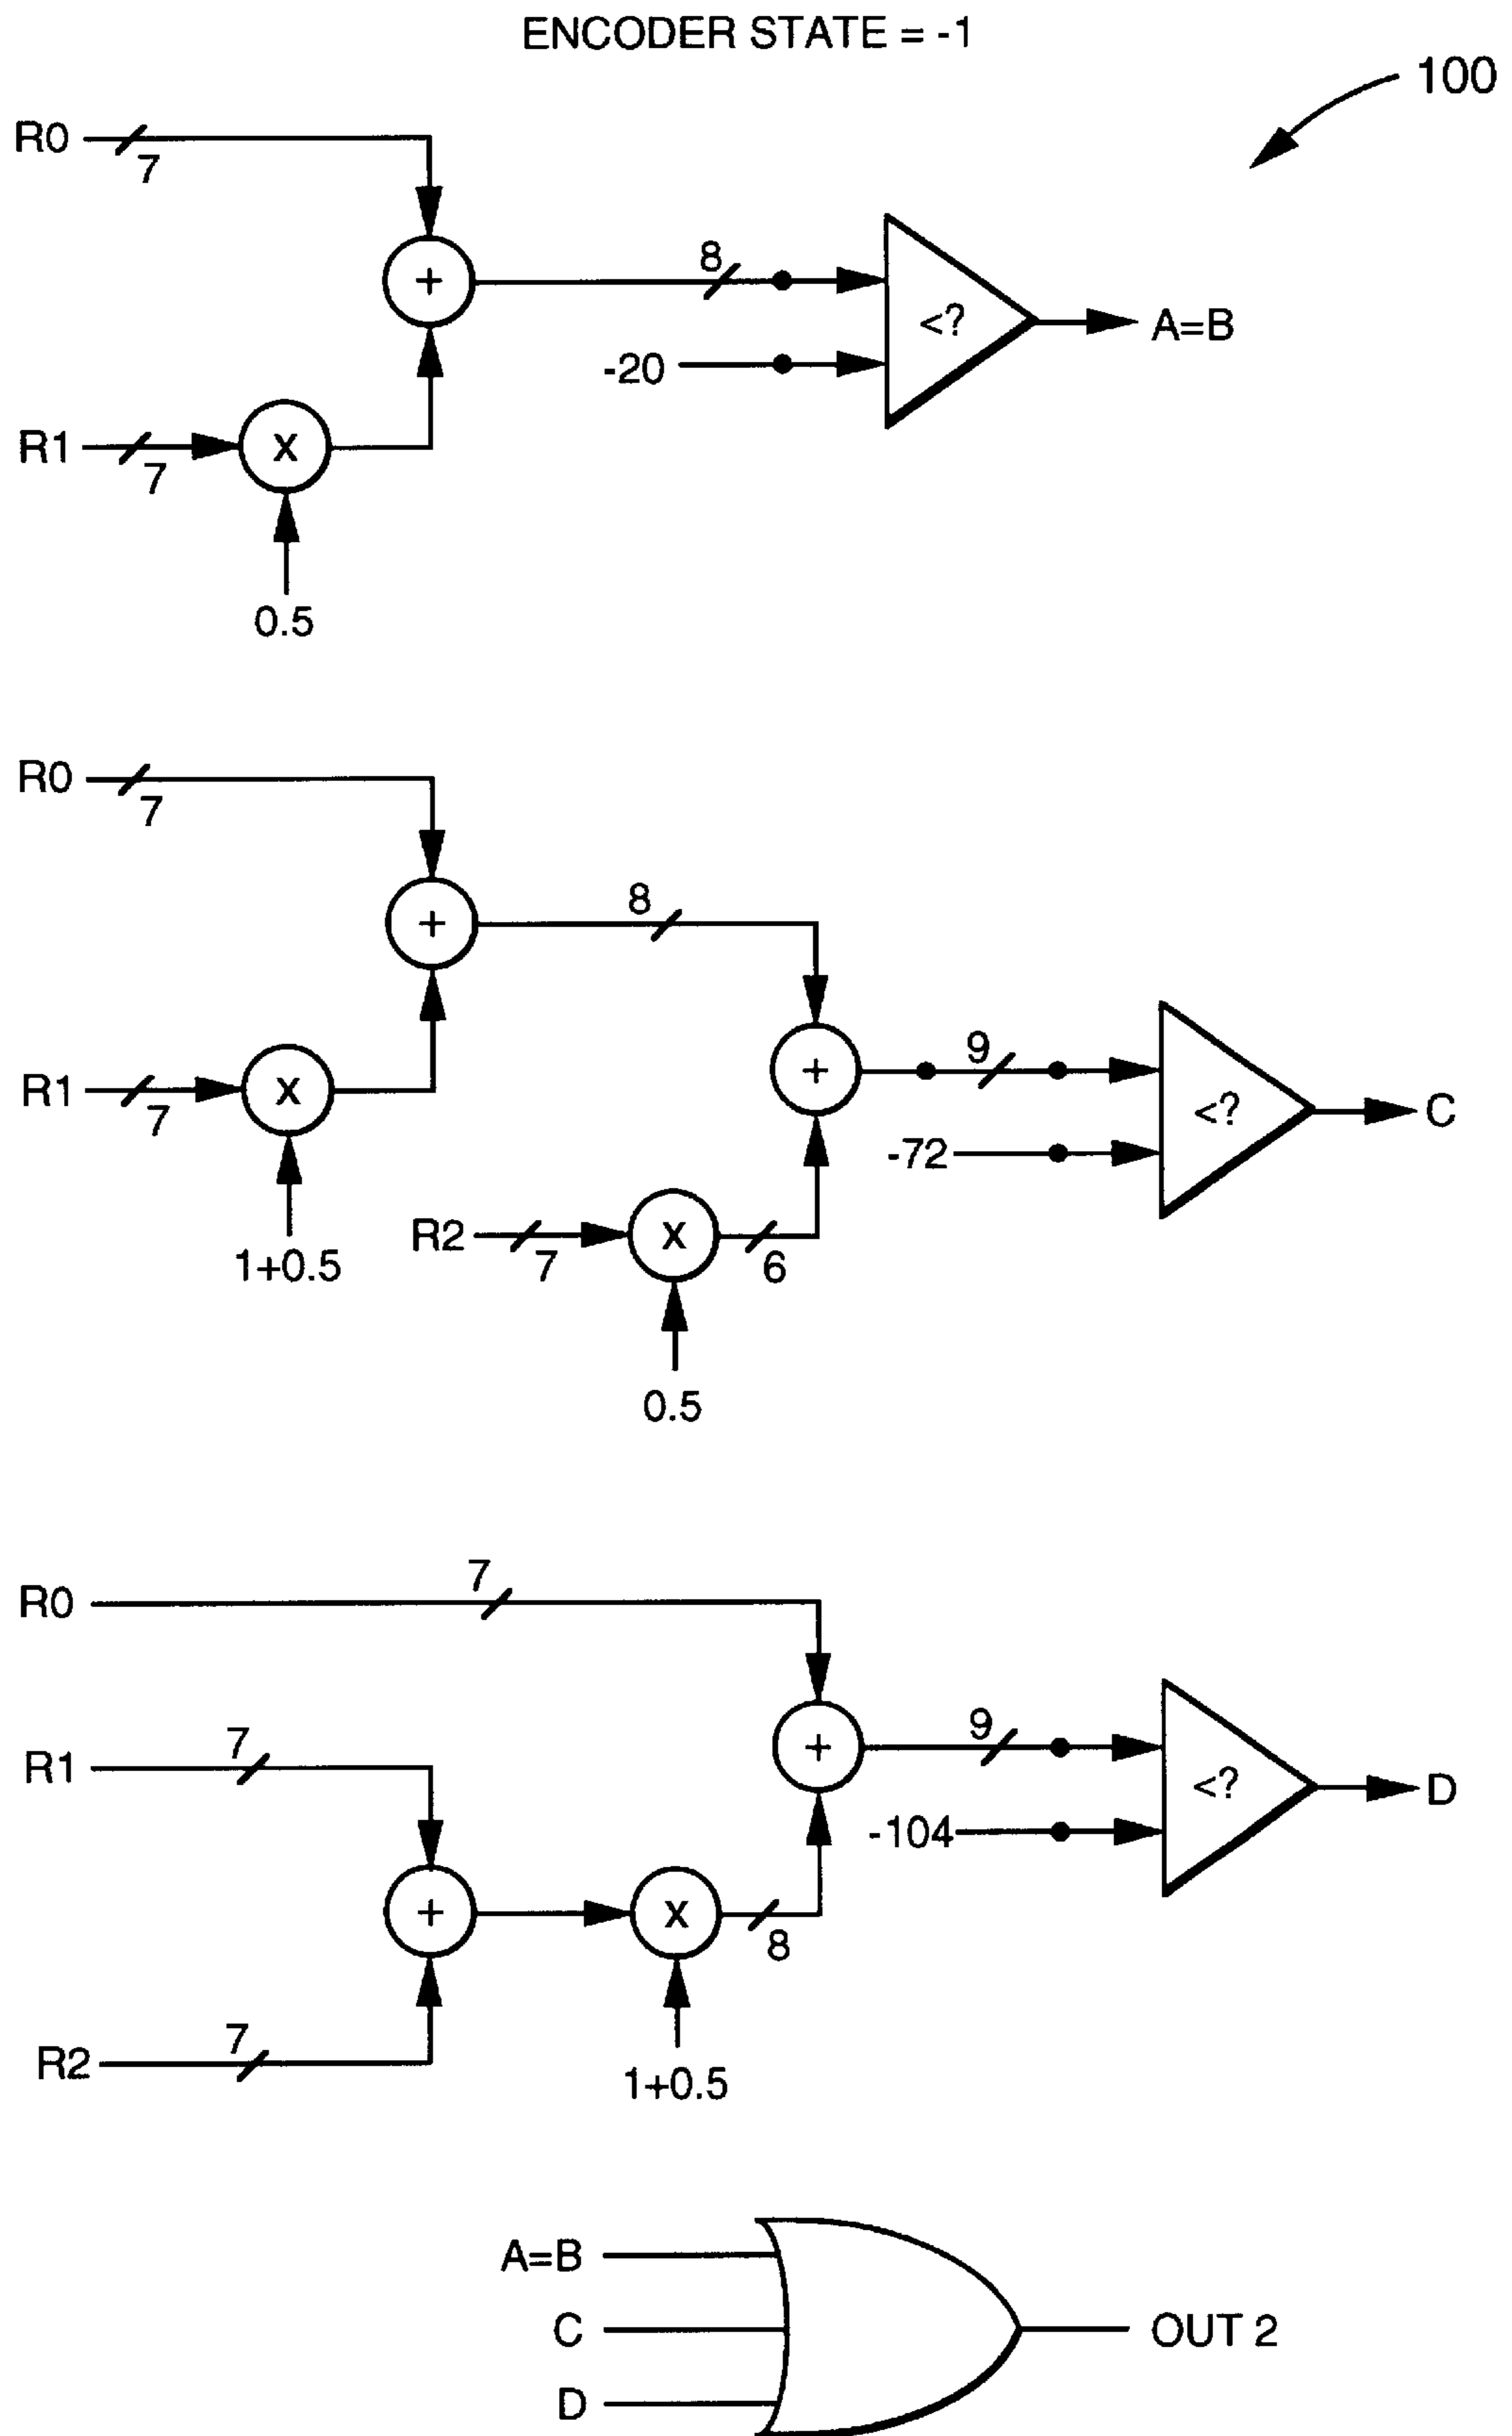 ENCODER STATE = -1
100
R0
7
8
<?
A=B
+
-20
R1
7
x
0.5
R0
7
8
+
R1
7
x
1+0.5
+
9
<?
C
-72
R2
7
x
6
0.5
R0
7
R1
7
+
9
<?
D
-104
+
x
8
R2
7
1+0.5
A=B
C
OUT 2
D